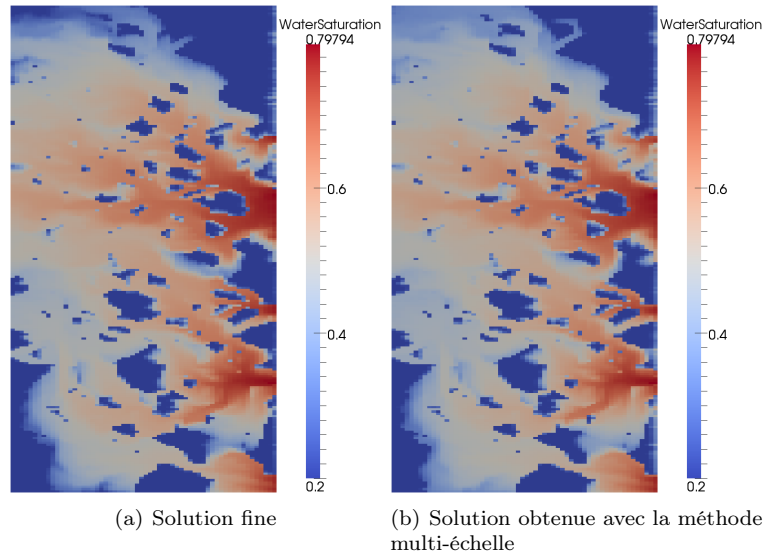 WaterSaturation
0.79794
0.6
0.4
0.2
WaterSaturation
0.79794
0.6
0.4
0.2
(a) Solution fine
(b) Solution obtenue avec la méthode
multi-échelle